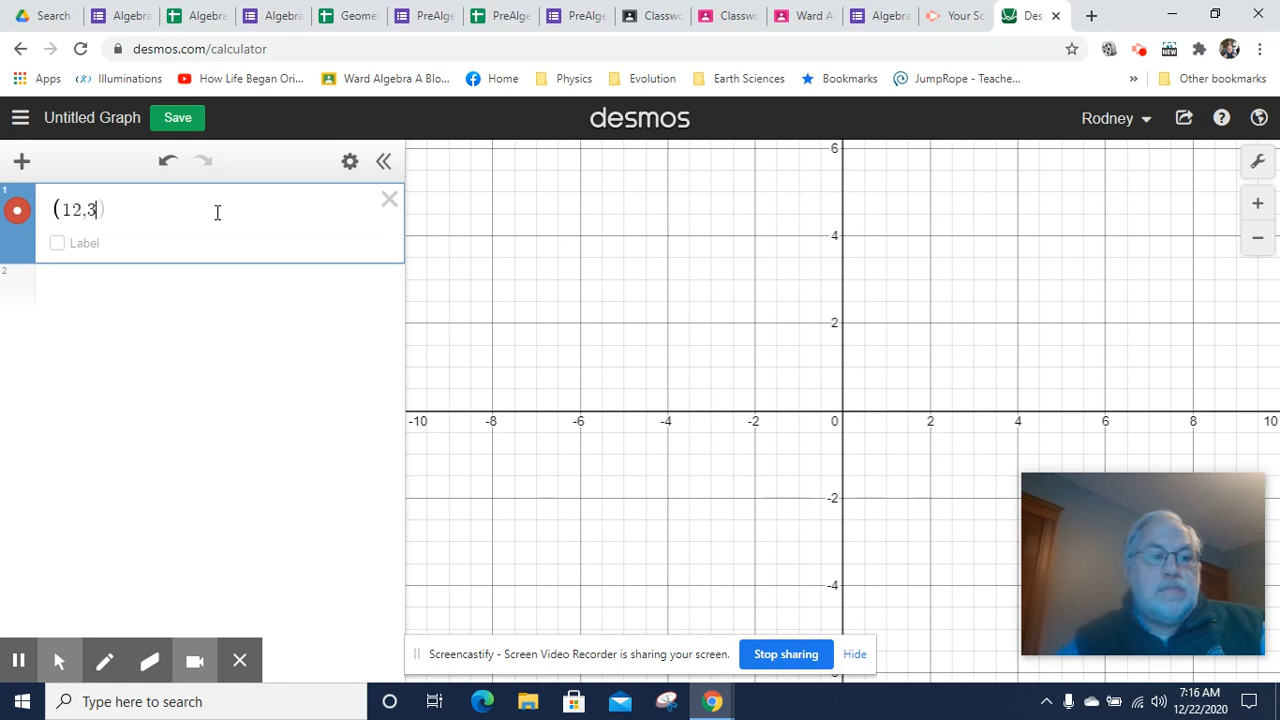 Search
Algebra
Algebra
Algebra
Geome
PreAlge
PreAlge
PreAlge
Classwo
Classwo
Ward A
Algebra
Your Sc
Des
desmos.com/calculator
Apps
Illuminations
How Life Began Ori...
Ward Algebra A Blo...
Home
Physics
Evolution
Earth Sciences
Bookmarks
JumpRope - Teache...
»
Other bookmarks
Untitled Graph
Save
desmos
Rodney
NEW
1
(12,3)
Label
2
6
4
2
-10
-8
-6
-4
-2
0
2
4
6
8
10
-2
-4
Screencastify - Screen Video Recorder is sharing your screen.
Stop sharing
Hide
Type here to search
7:16 AM
12/22/2020